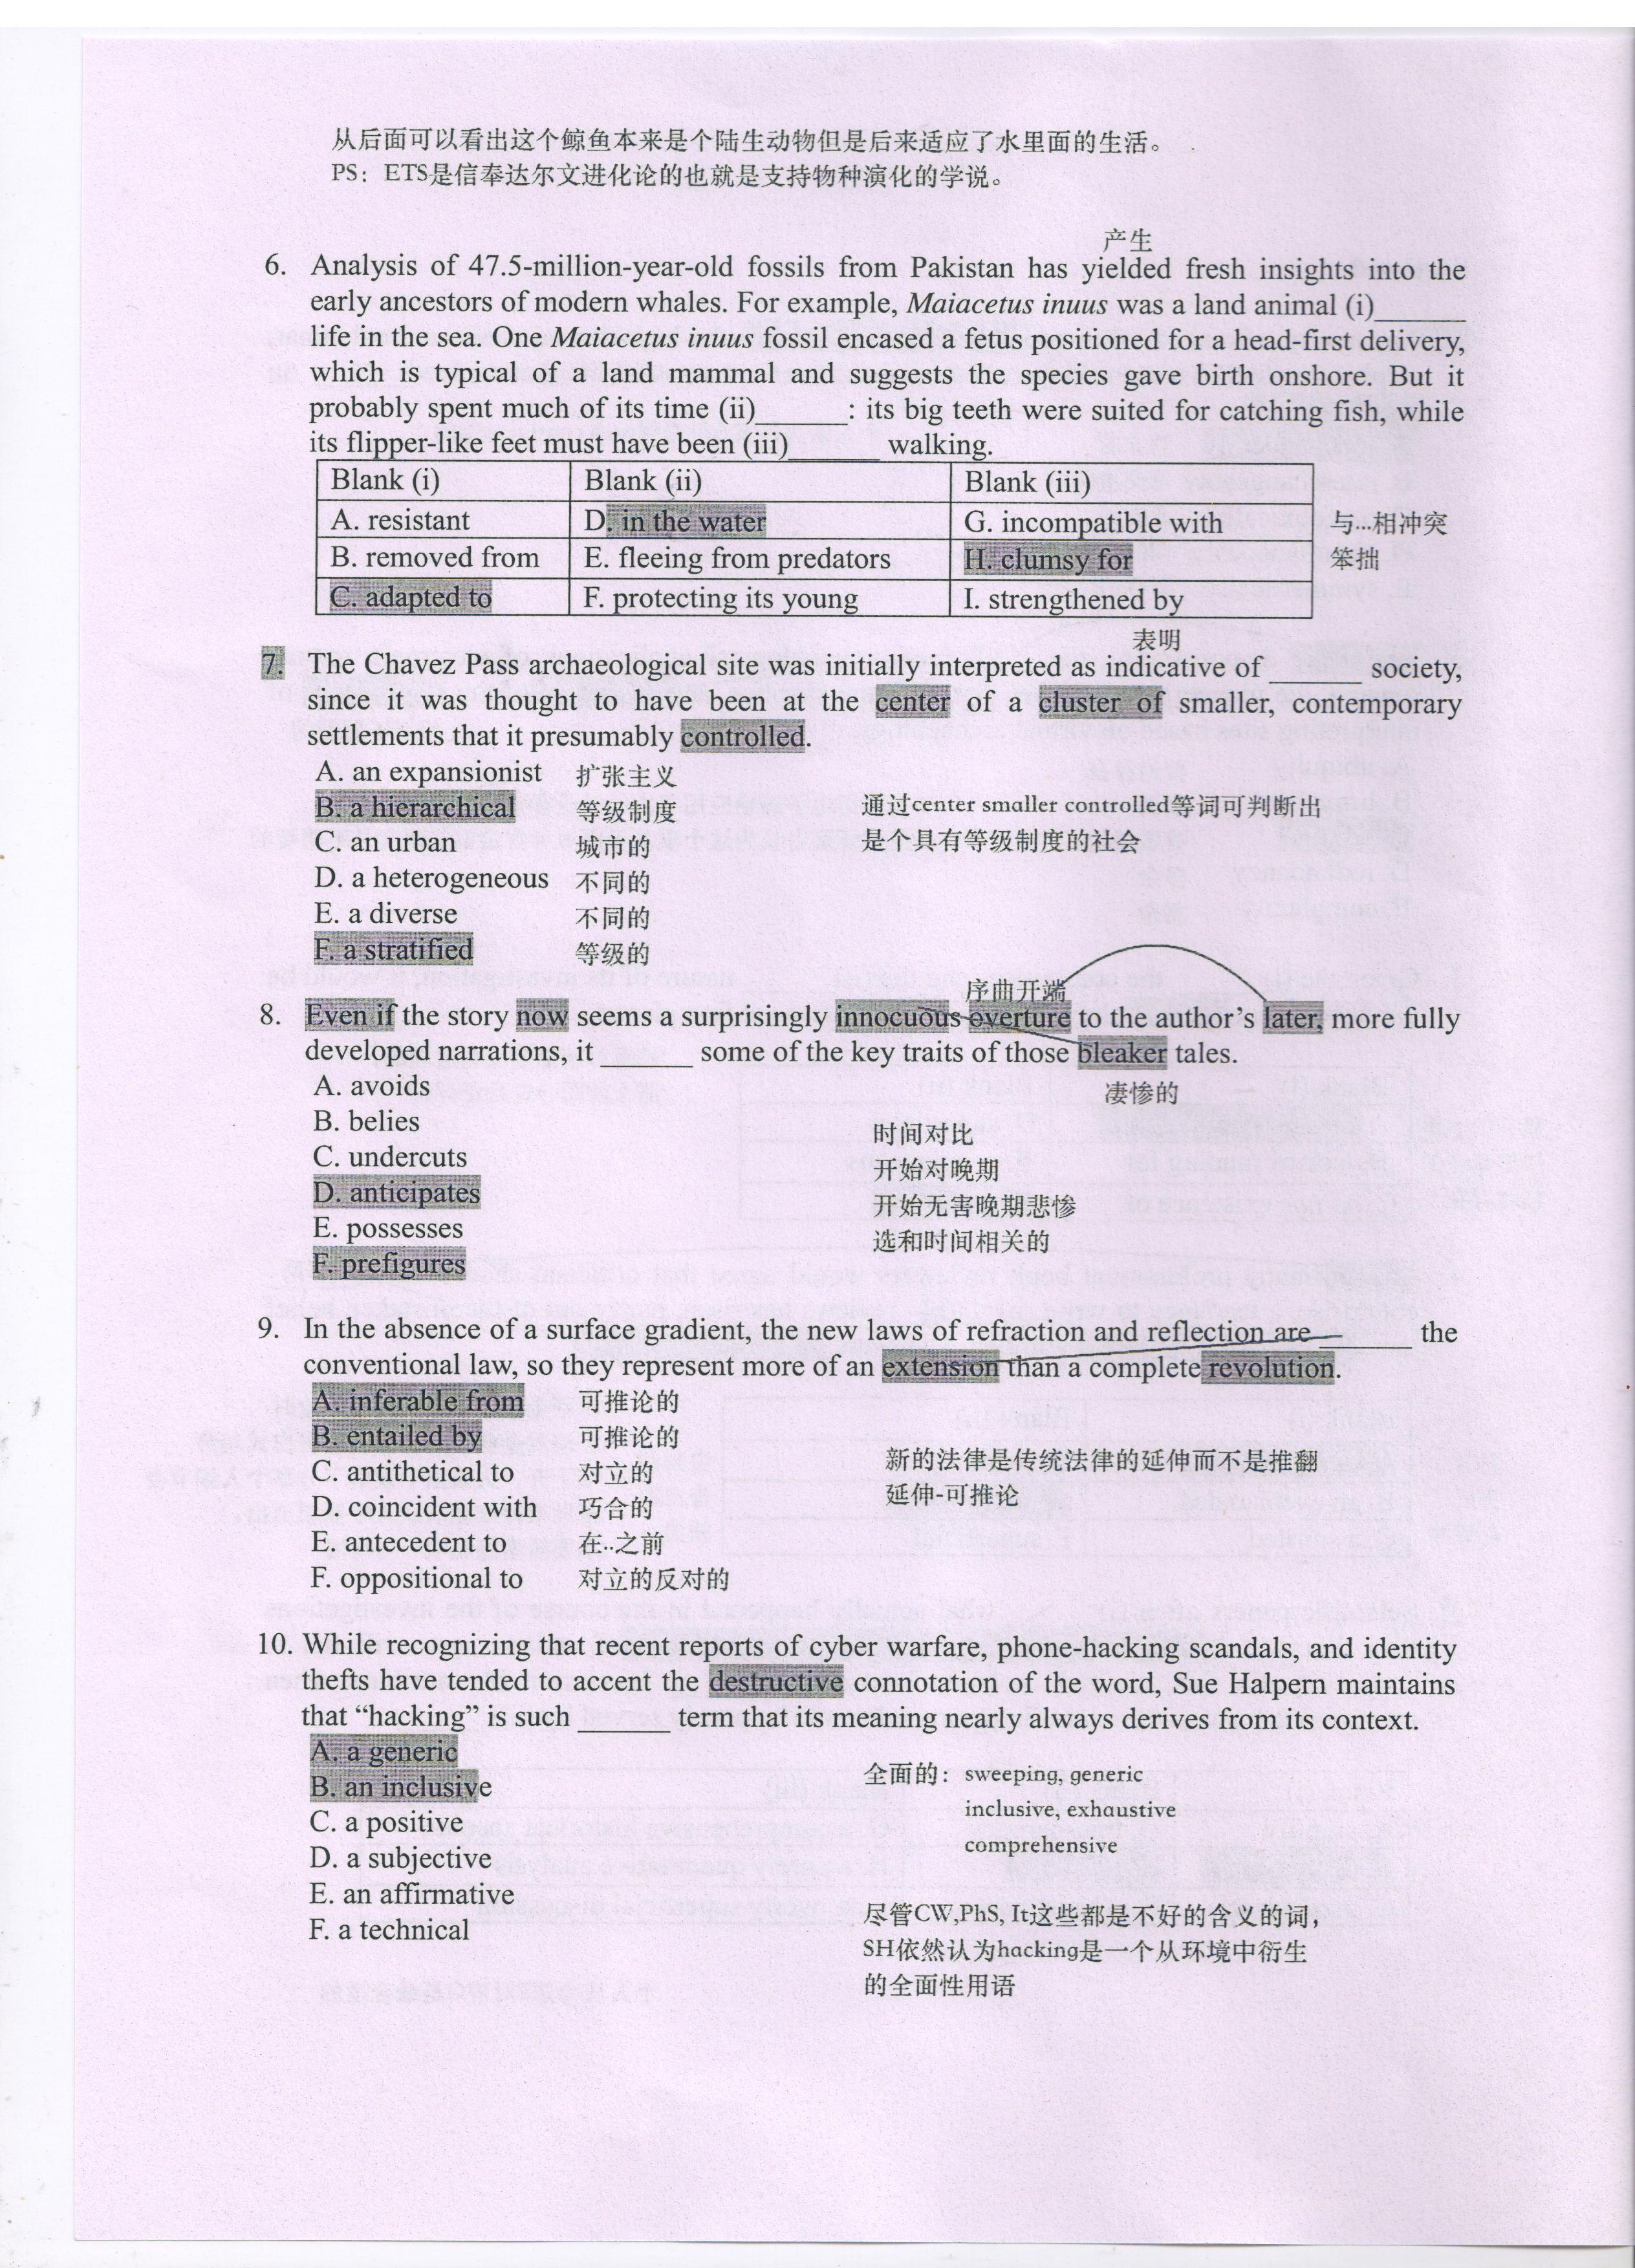 从后面可以看出这个鲸鱼本来是个陆生动物但是后来适应了水里面的生活。
PS：ETS是信奉达尔文进化论的也就是支持物种演化的学说。
产生
6. Analysis of 47.5-million-year-old fossils from Pakistan has yielded fresh insights into the
early ancestors of modern whales. For example, Maiacetus inuus was a land animal (i)______
life in the sea. One Maiacetus inuus fossil encased a fetus positioned for a head-first delivery,
which is typical of a land mammal and suggests the species gave birth onshore. But it
probably spent much of its time (ii)______: its big teeth were suited for catching fish, while
its flipper-like feet must have been (iii)______ walking.
Blank (i) Blank (ii) Blank (iii)
A. resistant D. in the water G. incompatible with 与...相冲突
B. removed from E. fleeing from predators H. clumsy for 笨拙
C. adapted to F. protecting its young I. strengthened by
表明
7. The Chavez Pass archaeological site was initially interpreted as indicative of ______ society,
since it was thought to have been at the center of a cluster of smaller, contemporary
settlements that it presumably controlled.
A. an expansionist 扩张主义
B. a hierarchical 等级制度 通过center smaller controlled等词可判断出
C. an urban 城市的 是个具有等级制度的社会
D. a heterogeneous 不同的
E. a diverse 不同的
F. a stratified 等级的
序曲开端
8. Even if the story now seems a surprisingly innocuous overture to the author's later, more fully
developed narrations, it ______ some of the key traits of those bleaker tales.
A. avoids 凄惨的
B. belies 时间对比
C. undercuts 开始对晚期
D. anticipates 开始无害晚期悲惨
E. possesses 选和时间相关的
F. prefigures
9. In the absence of a surface gradient, the new laws of refraction and reflection are ______ the
conventional law, so they represent more of an extension than a complete revolution.
A. inferable from 可推论的
B. entailed by 可推论的 新的法律是传统法律的延伸而不是推翻
C. antithetical to 对立的 延伸-可推论
D. coincident with 巧合的
E. antecedent to 在..之前
F. oppositional to 对立的反对的
10. While recognizing that recent reports of cyber warfare, phone-hacking scandals, and identity
thefts have tended to accent the destructive connotation of the word, Sue Halpern maintains
that “hacking” is such ______ term that its meaning nearly always derives from its context.
A. a generic 全面的：sweeping, generic
B. an inclusive inclusive, exhaustive
C. a positive comprehensive
D. a subjective
E. an affirmative 尽管CW,PhS, It这些都是不好的含义的词，
F. a technical SH依然认为hacking是一个从环境中衍生
的全面性用语